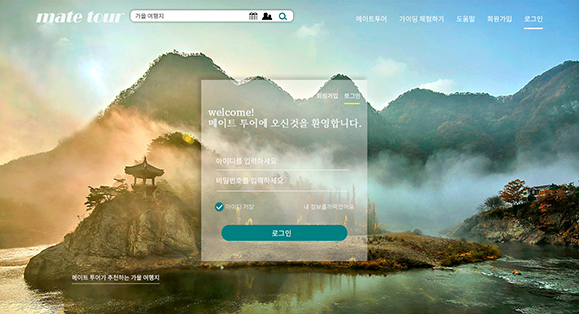 mate tour
가을 여행지
메이트투어 가이딩 체험하기 도움말 회원가입 로그인
회원가입 로그인
welcome!
메이트 투어에 오신것을 환영합니다.
아이디를 입력하세요
비밀번호를 입력하세요
아이디 저장 내 정보를까먹었어요
로그인
메이트 투어가 추천하는 가을 여행지